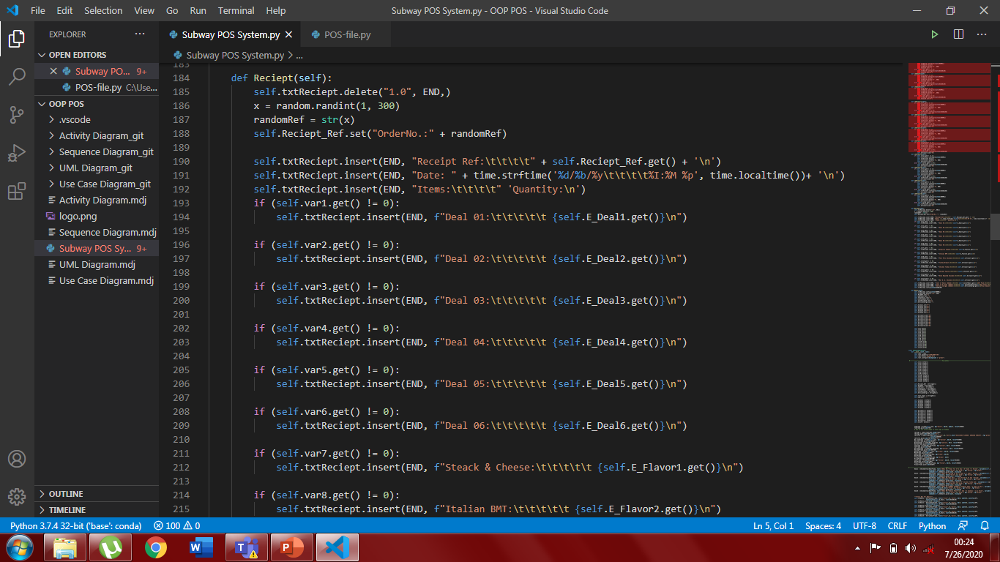 File Edit Selection View Go Run Terminal Help Subway POS System.py - OOP POS - Visual Studio Code
EXPLORER
OPEN EDITORS
Subway PO... 9+
POS-file.py C:\Use...
OOP POS
.vscode
Activity Diagram_git
Sequence Diagram_git
UML Diagram_git
Use Case Diagram_git
Activity Diagram.mdj
logo.png
Sequence Diagram.mdj
Subway POS Sy... 9+
UML Diagram.mdj
Use Case Diagram.mdj
OUTLINE
TIMELINE
Subway POS System.py POS-file.py
Subway POS System.py > ...
183
184 def Reciept(self):
185 self.txtReciept.delete("1.0", END,)
186 x = random.randint(1, 300)
187 randomRef = str(x)
188 self.Reciept_Ref.set("OrderNo.:" + randomRef)
189
190 self.txtReciept.insert(END, "Receipt Ref:\t\t\t\t" + self.Reciept_Ref.get() + '\n')
191 self.txtReciept.insert(END, "Date: " + time.strftime('%d/%b/%y\t\t\t\t%I:%M %p', time.localtime())+ '\n')
192 self.txtReciept.insert(END, "Items:\t\t\t\t" 'Quantity:\n')
193 if (self.var1.get() != 0):
194 self.txtReciept.insert(END, f"Deal 01:\t\t\t\t\t {self.E_Deal1.get()}\n")
195
196 if (self.var2.get() != 0):
197 self.txtReciept.insert(END, f"Deal 02:\t\t\t\t\t {self.E_Deal2.get()}\n")
198
199 if (self.var3.get() != 0):
200 self.txtReciept.insert(END, f"Deal 03:\t\t\t\t\t {self.E_Deal3.get()}\n")
201
202 if (self.var4.get() != 0):
203 self.txtReciept.insert(END, f"Deal 04:\t\t\t\t\t {self.E_Deal4.get()}\n")
204
205 if (self.var5.get() != 0):
206 self.txtReciept.insert(END, f"Deal 05:\t\t\t\t\t {self.E_Deal5.get()}\n")
207
208 if (self.var6.get() != 0):
209 self.txtReciept.insert(END, f"Deal 06:\t\t\t\t\t {self.E_Deal6.get()}\n")
210
211 if (self.var7.get() != 0):
212 self.txtReciept.insert(END, f"Steack & Cheese:\t\t\t\t\t {self.E_Flavor1.get()}\n")
213
214 if (self.var8.get() != 0):
215 self.txtReciept.insert(END, f"Italian BMT:\t\t\t\t\t {self.E_Flavor2.get()}\n")
Python 3.7.4 32-bit ('base': conda) 100 0 Ln 5, Col 1 Spaces: 4 UTF-8 CRLF Python
00:24
7/26/2020